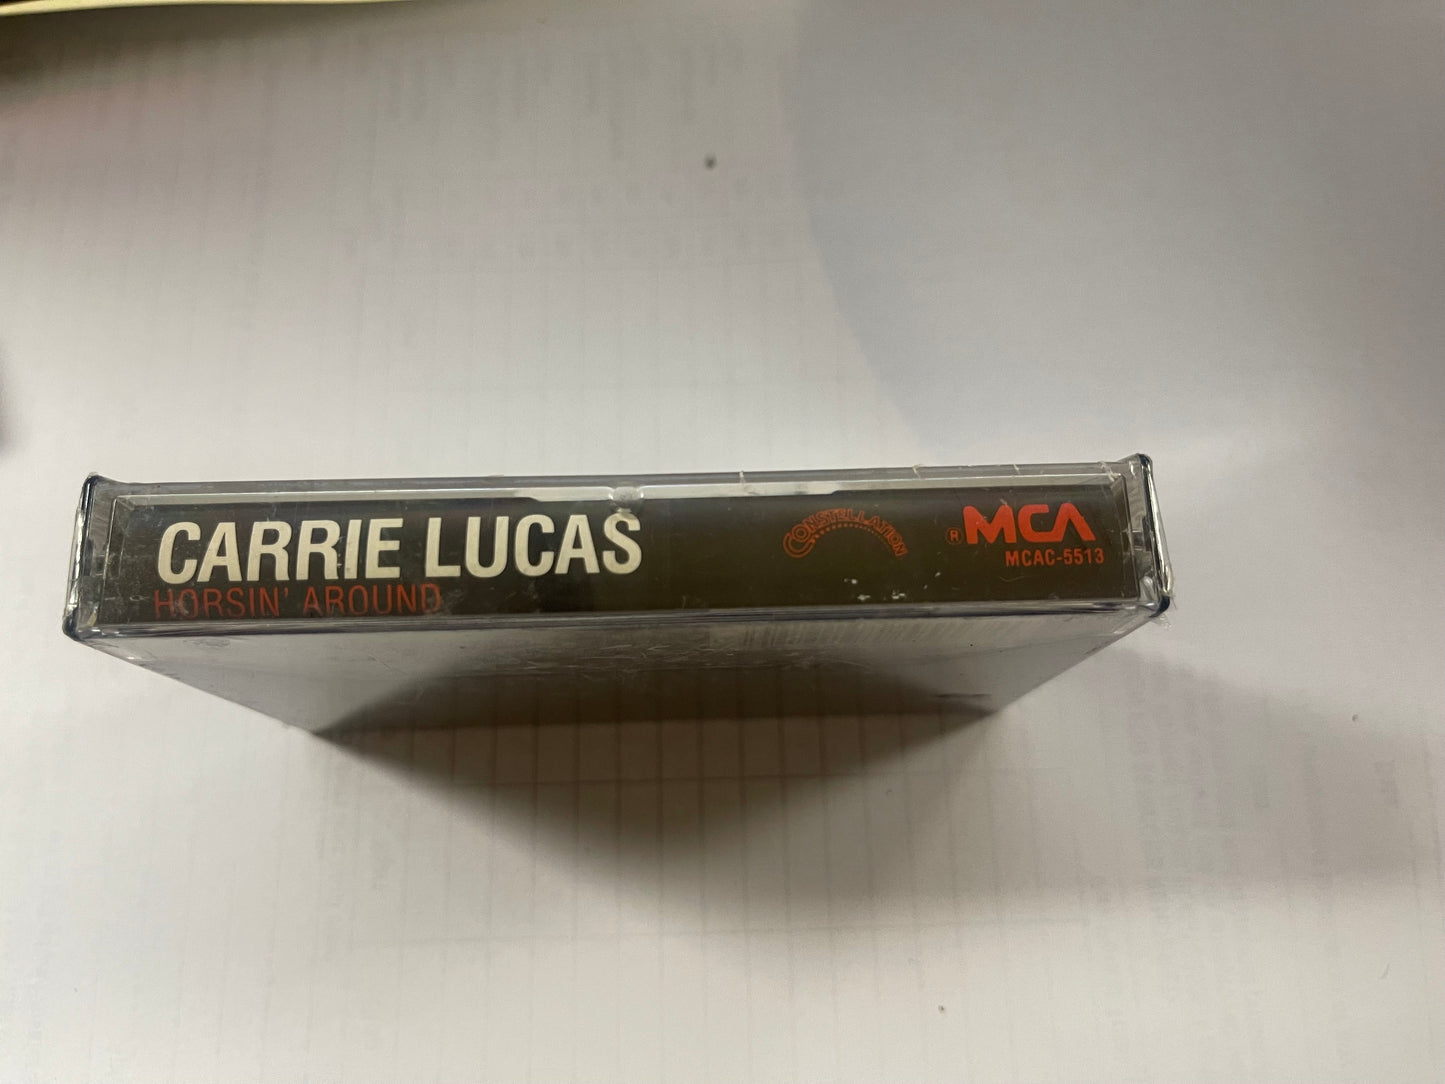 CARRIE LUCAS
HORSIN' AROUND
CONSTELLATION
® MCA
MCAC-5513